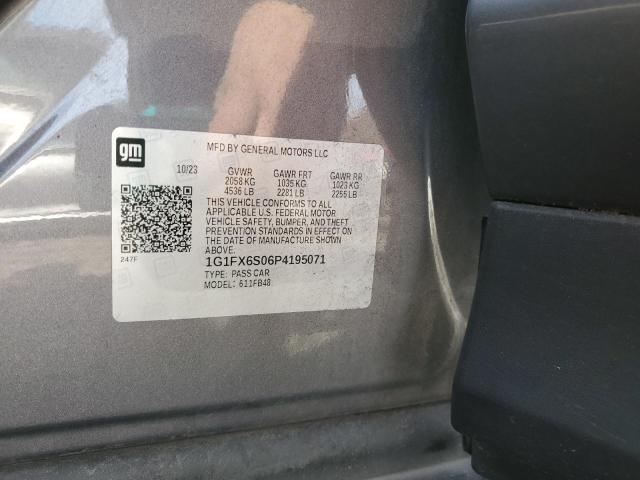 gm
MFD BY GENERAL MOTORS LLC
10/23 GVWR GAWR FRT GAWR RR
2058 KG 1035 KG 1023 KG
4536 LB 2281 LB 2255 LB
THIS VEHICLE CONFORMS TO ALL
APPLICABLE U.S. FEDERAL MOTOR
VEHICLE SAFETY, BUMPER, AND THEFT
PREVENTION STANDARDS IN EFFECT ON
THE DATE OF MANUFACTURE SHOWN
ABOVE.
247F
1G1FX6S06P4195071
TYPE: PASS CAR
MODEL: 611FB48